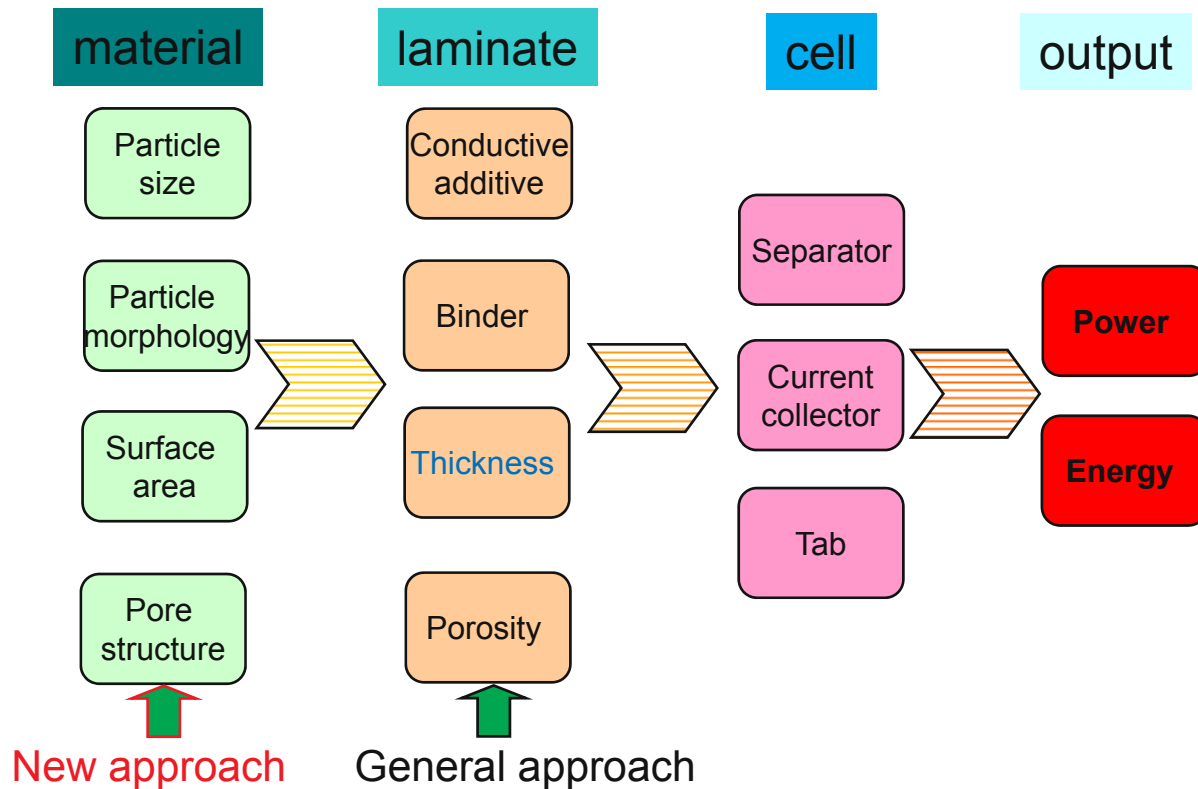 material
laminate
cell
output
Particle
size
Particle
morphology
Surface
area
Pore
structure
Conductive
additive
Binder
Thickness
Porosity
Separator
Current
collector
Tab
Power
Energy
New approach
General approach